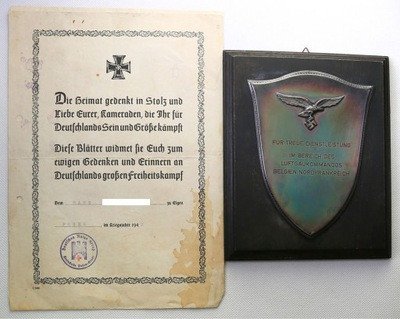 Die Heimat gedenkt in Stolz und
Liebe Eurer, Kameraden, die Ihr für
Deutschlands Sein und Größe kämpft
Diese Blätter widmet sie Euch zum
ewigen Gedenken und Erinnern an
Deutschlands großen Freiheitskampf
Dem
zu Eigen
im Kriegsjahr 194
FÜR TREUE DIENSTLEISTUNG
IM BEREICH DES
LUFTGAUKOMMANDOS
BELGIEN NORDFRANKREICH